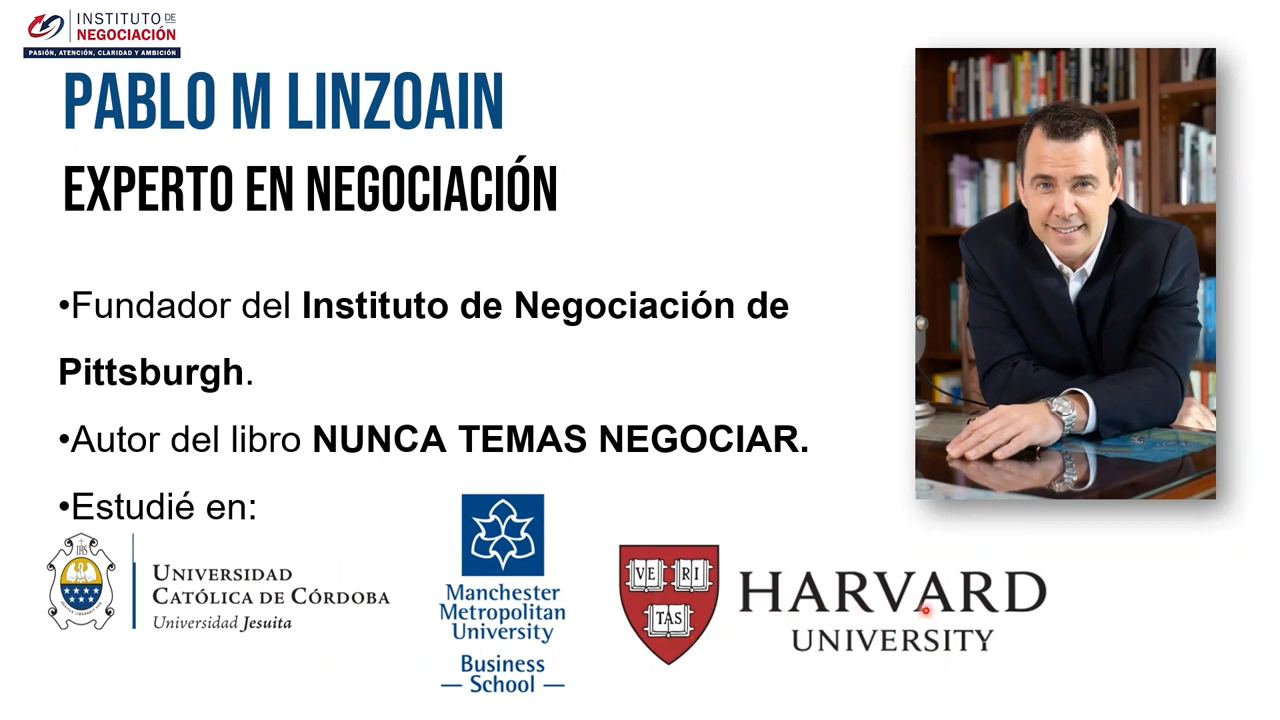 INSTITUTO DE
NEGOCIACIÓN
PASIÓN, ATENCIÓN, CLARIDAD Y AMBICIÓN
PABLO M LINZOAIN
EXPERTO EN NEGOCIACIÓN
•Fundador del Instituto de Negociación de
Pittsburgh.
•Autor del libro NUNCA TEMAS NEGOCIAR.
•Estudié en:
UNIVERSIDAD
CATÓLICA DE CÓRDOBA
Universidad Jesuita
Manchester
Metropolitan
University
Business
School
VE RI
TAS
HARVARD
UNIVERSITY